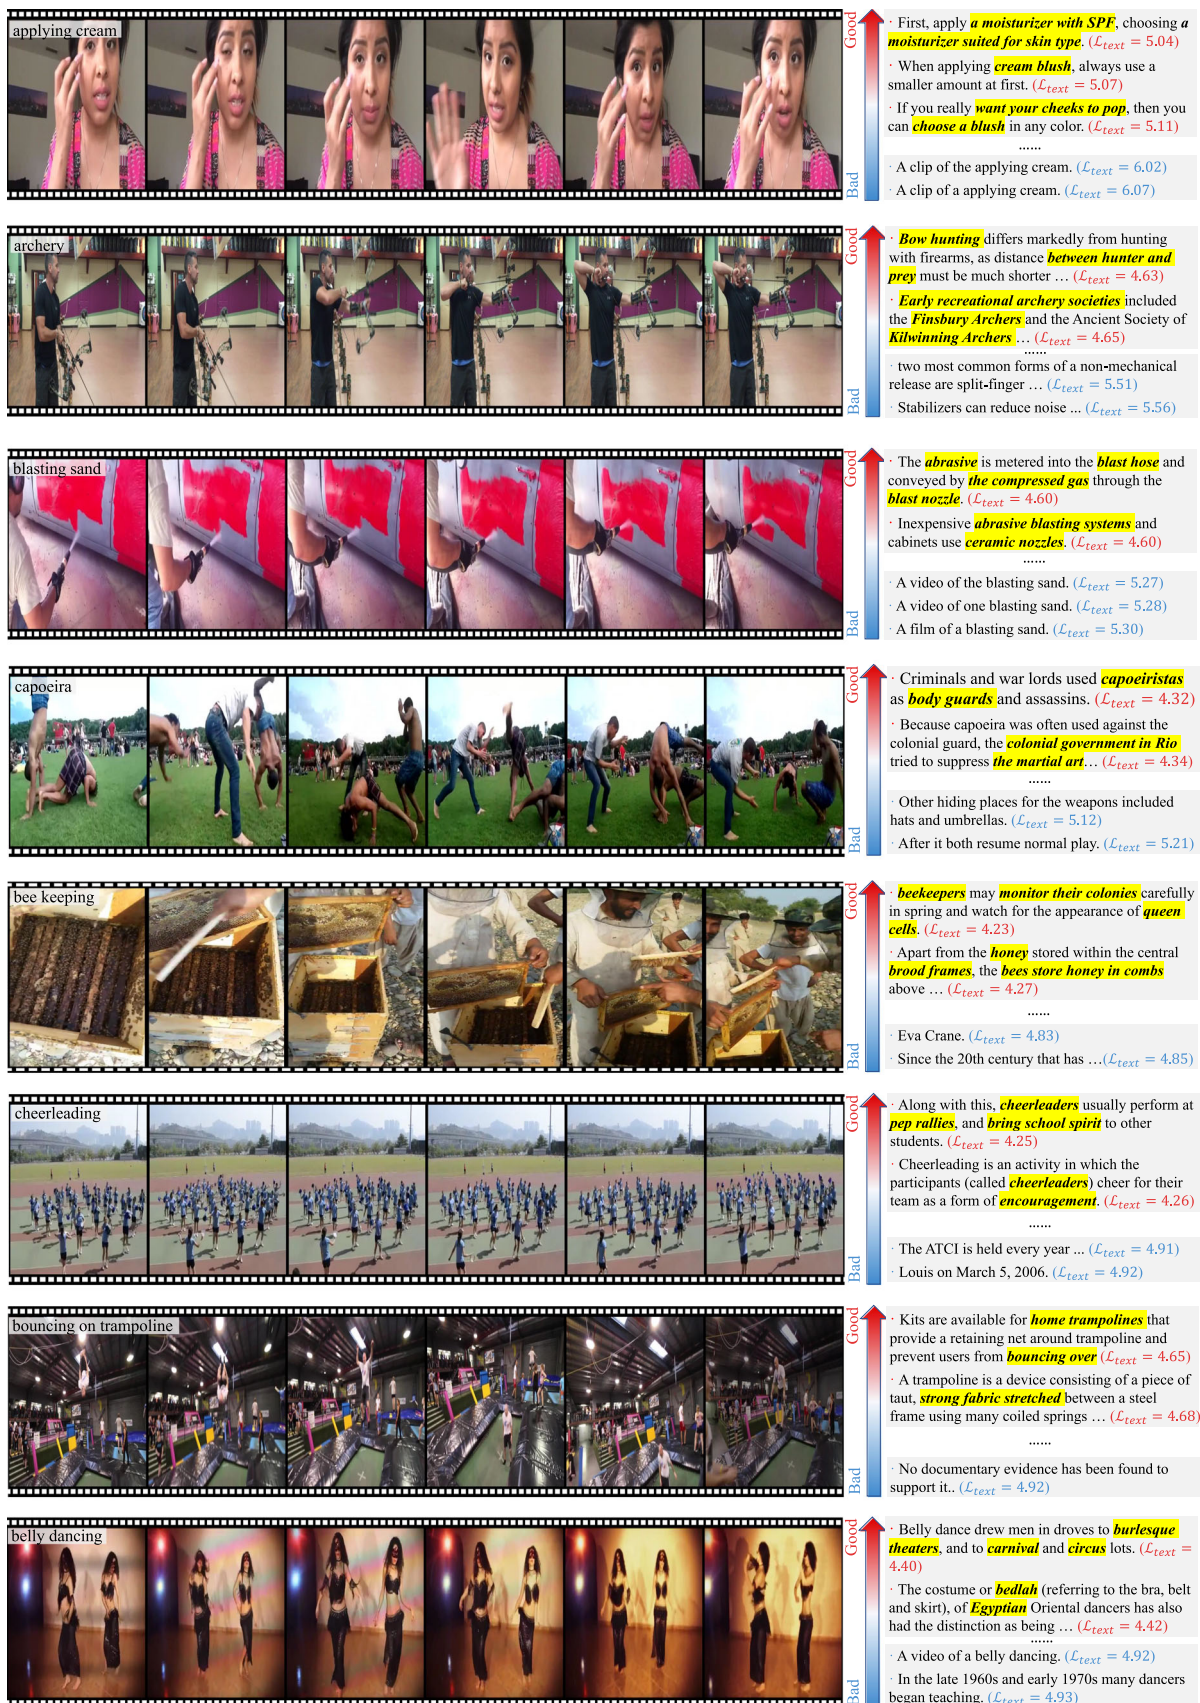 applying cream
Good
Bad
· First, apply a moisturizer with SPF, choosing a
moisturizer suited for skin type. (ℒtext = 5.04)
· When applying cream blush, always use a
smaller amount at first. (ℒtext = 5.07)
· If you really want your cheeks to pop, then you
can choose a blush in any color. (ℒtext = 5.11)
......
· A clip of the applying cream. (ℒtext = 6.02)
· A clip of a applying cream. (ℒtext = 6.07)
archery
Good
Bad
· Bow hunting differs markedly from hunting
with firearms, as distance between hunter and
prey must be much shorter … (ℒtext = 4.63)
· Early recreational archery societies included
the Finsbury Archers and the Ancient Society of
Kilwinning Archers … (ℒtext = 4.65)
......
· two most common forms of a non-mechanical
release are split-finger … (ℒtext = 5.51)
· Stabilizers can reduce noise ... (ℒtext = 5.56)
blasting sand
Good
Bad
· The abrasive is metered into the blast hose and
conveyed by the compressed gas through the
blast nozzle. (ℒtext = 4.60)
· Inexpensive abrasive blasting systems and
cabinets use ceramic nozzles. (ℒtext = 4.60)
......
· A video of the blasting sand. (ℒtext = 5.27)
· A video of one blasting sand. (ℒtext = 5.28)
· A film of a blasting sand. (ℒtext = 5.30)
capoeira
Good
Bad
· Criminals and war lords used capoeiristas
as body guards and assassins. (ℒtext = 4.32)
· Because capoeira was often used against the
colonial guard, the colonial government in Rio
tried to suppress the martial art… (ℒtext = 4.34)
......
· Other hiding places for the weapons included
hats and umbrellas. (ℒtext = 5.12)
· After it both resume normal play. (ℒtext = 5.21)
bee keeping
Good
Bad
· beekeepers may monitor their colonies carefully
in spring and watch for the appearance of queen
cells. (ℒtext = 4.23)
· Apart from the honey stored within the central
brood frames, the bees store honey in combs
above … (ℒtext = 4.27)
......
· Eva Crane. (ℒtext = 4.83)
· Since the 20th century that has …(ℒtext = 4.85)
cheerleading
Good
Bad
· Along with this, cheerleaders usually perform at
pep rallies, and bring school spirit to other
students. (ℒtext = 4.25)
· Cheerleading is an activity in which the
participants (called cheerleaders) cheer for their
team as a form of encouragement. (ℒtext = 4.26)
......
· The ATCI is held every year ... (ℒtext = 4.91)
· Louis on March 5, 2006. (ℒtext = 4.92)
bouncing on trampoline
Good
Bad
· Kits are available for home trampolines that
provide a retaining net around trampoline and
prevent users from bouncing over (ℒtext = 4.65)
· A trampoline is a device consisting of a piece of
taut, strong fabric stretched between a steel
frame using many coiled springs … (ℒtext = 4.68)
......
· No documentary evidence has been found to
support it.. (ℒtext = 4.92)
belly dancing
Good
Bad
· Belly dance drew men in droves to burlesque
theaters, and to carnival and circus lots. (ℒtext =
4.40)
· The costume or bedlah (referring to the bra, belt
and skirt), of Egyptian Oriental dancers has also
had the distinction as being … (ℒtext = 4.42)
......
· A video of a belly dancing. (ℒtext = 4.92)
· In the late 1960s and early 1970s many dancers
began teaching. (ℒtext = 4.93)